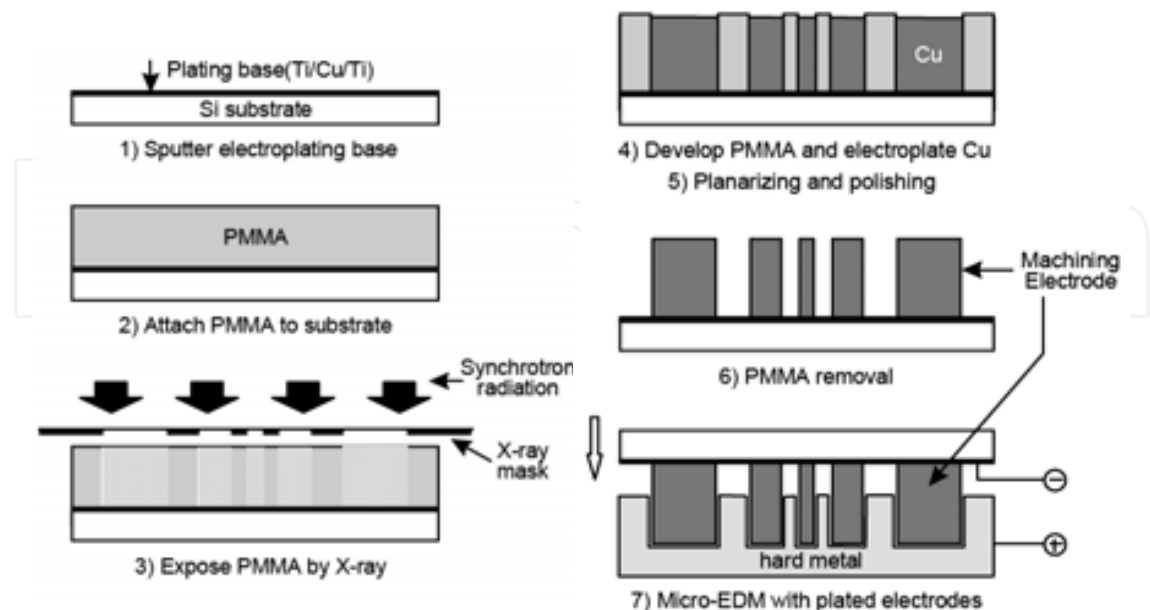 Plating base(Ti/Cu/Ti)
Si substrate
1) Sputter electroplating base
PMMA
2) Attach PMMA to substrate
Synchrotron
radiation
X-ray
mask
3) Expose PMMA by X-ray
Cu
4) Develop PMMA and electroplate Cu
5) Planarizing and polishing
Machining
Electrode
6) PMMA removal
−
+
hard metal
7) Micro-EDM with plated electrodes